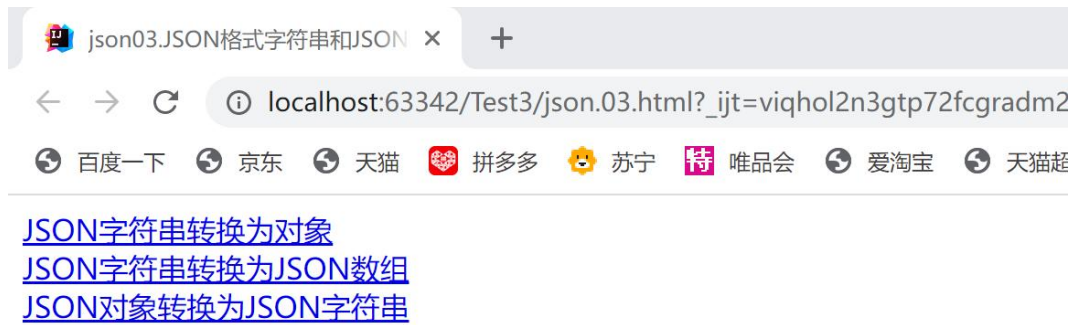 json03.JSON格式字符串和JSON
localhost:63342/Test3/json.03.html?_ijt=viqhol2n3gtp72fcgradm2
百度一下 京东 天猫 拼多多 苏宁 特 唯品会 爱淘宝 天猫超
JSON字符串转换为对象
JSON字符串转换为JSON数组
JSON对象转换为JSON字符串